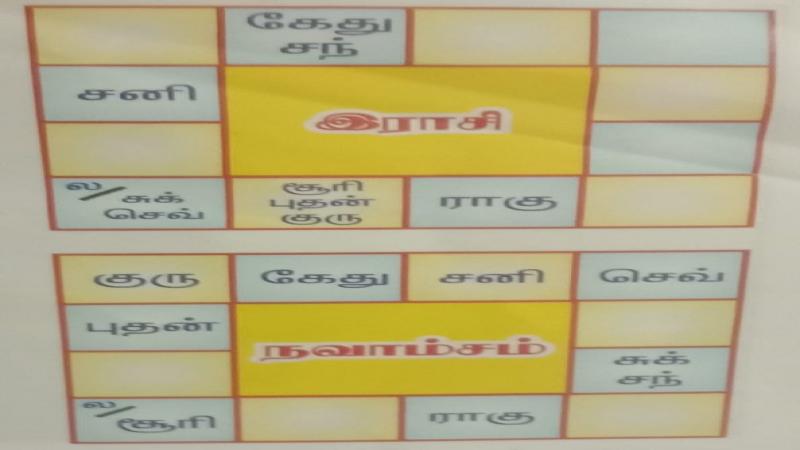 கேது
சந்
சனி
இராசி
ல/சுக்
செவ்
சூரி
புதன்
குரு
ராகு
குரு
கேது
சனி
செவ்
புதன்
நவாம்சம்
சுக்
சந்
ல/சூரி
ராகு